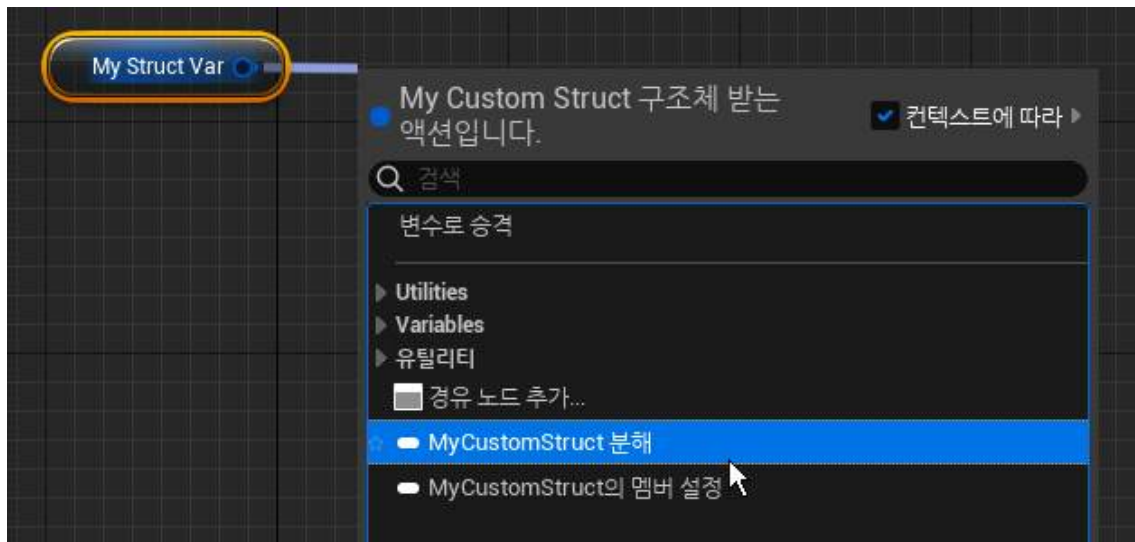 My Struct Var
My Custom Struct 구조체 받는
액션입니다.
컨텍스트에 따라
검색
변수로 승격
Utilities
Variables
유틸리티
경유 노드 추가...
MyCustomStruct 분해
MyCustomStruct의 멤버 설정